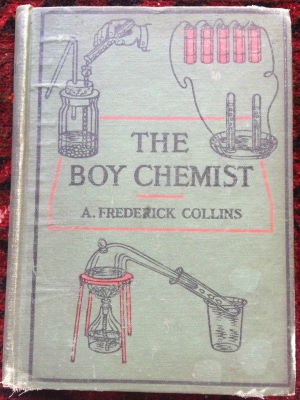 THE
BOY CHEMIST
A. FREDERICK COLLINS